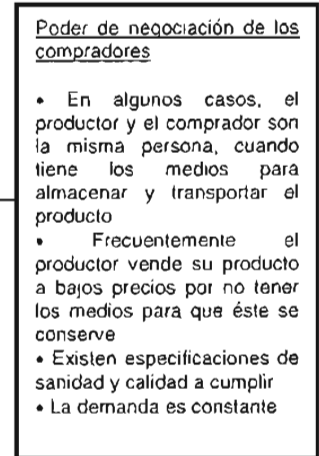 Poder de negociación de los
compradores
• En algunos casos, el
productor y el comprador son
la misma persona, cuando
tiene los medios para
almacenar y transportar el
producto
• Frecuentemente el
productor vende su producto
a bajos precios por no tener
los medios para que éste se
conserve
• Existen especificaciones de
sanidad y calidad a cumplir
• La demanda es constante